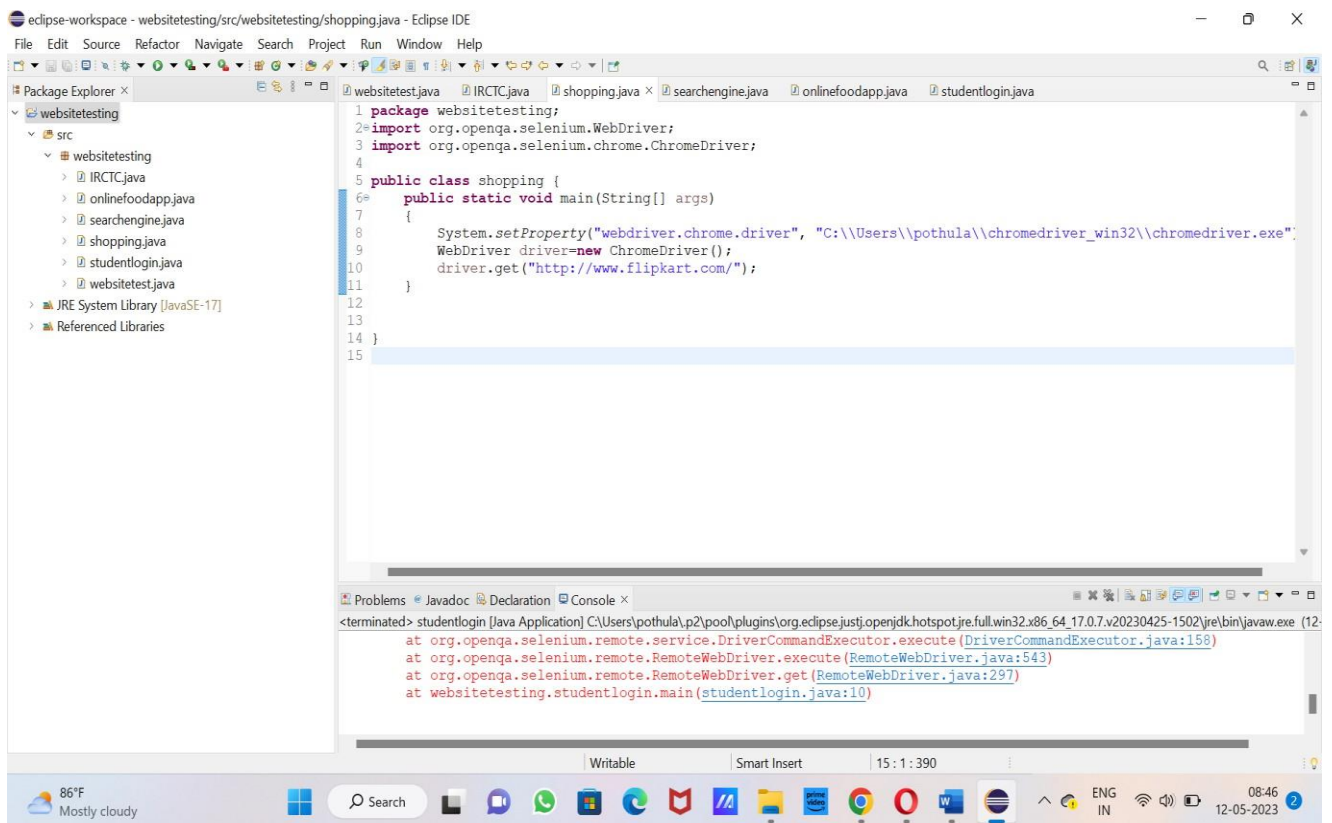 eclipse-workspace - websitetesting/src/websitetesting/shopping.java - Eclipse IDE
File Edit Source Refactor Navigate Search Project Run Window Help
Package Explorer ×
websitetesting
src
websitetesting
IRCTC.java
onlinefoodapp.java
searchengine.java
shopping.java
studentlogin.java
websitetest.java
JRE System Library [JavaSE-17]
Referenced Libraries
websitetest.java IRCTC.java shopping.java × searchengine.java onlinefoodapp.java studentlogin.java
1 package websitetesting;
2 import org.openqa.selenium.WebDriver;
3 import org.openqa.selenium.chrome.ChromeDriver;
4
5 public class shopping {
6 public static void main(String[] args)
7 {
8 System.setProperty("webdriver.chrome.driver", "C:\\Users\\pothula\\chromedriver_win32\\chromedriver.exe")
9 WebDriver driver=new ChromeDriver();
10 driver.get("http://www.flipkart.com/");
11 }
12
13
14 }
15
Problems Javadoc Declaration Console ×
<terminated> studentlogin [Java Application] C:\Users\pothula\.p2\pool\plugins\org.eclipse.justj.openjdk.hotspot.jre.full.win32.x86_64_17.0.7.v20230425-1502\jre\bin\javaw.exe (12-
at org.openqa.selenium.remote.service.DriverCommandExecutor.execute(DriverCommandExecutor.java:158)
at org.openqa.selenium.remote.RemoteWebDriver.execute(RemoteWebDriver.java:543)
at org.openqa.selenium.remote.RemoteWebDriver.get(RemoteWebDriver.java:297)
at websitetesting.studentlogin.main(studentlogin.java:10)
Writable Smart Insert 15 : 1 : 390
86°F
Mostly cloudy
Search
prime video
ENG
IN
08:46
12-05-2023
2